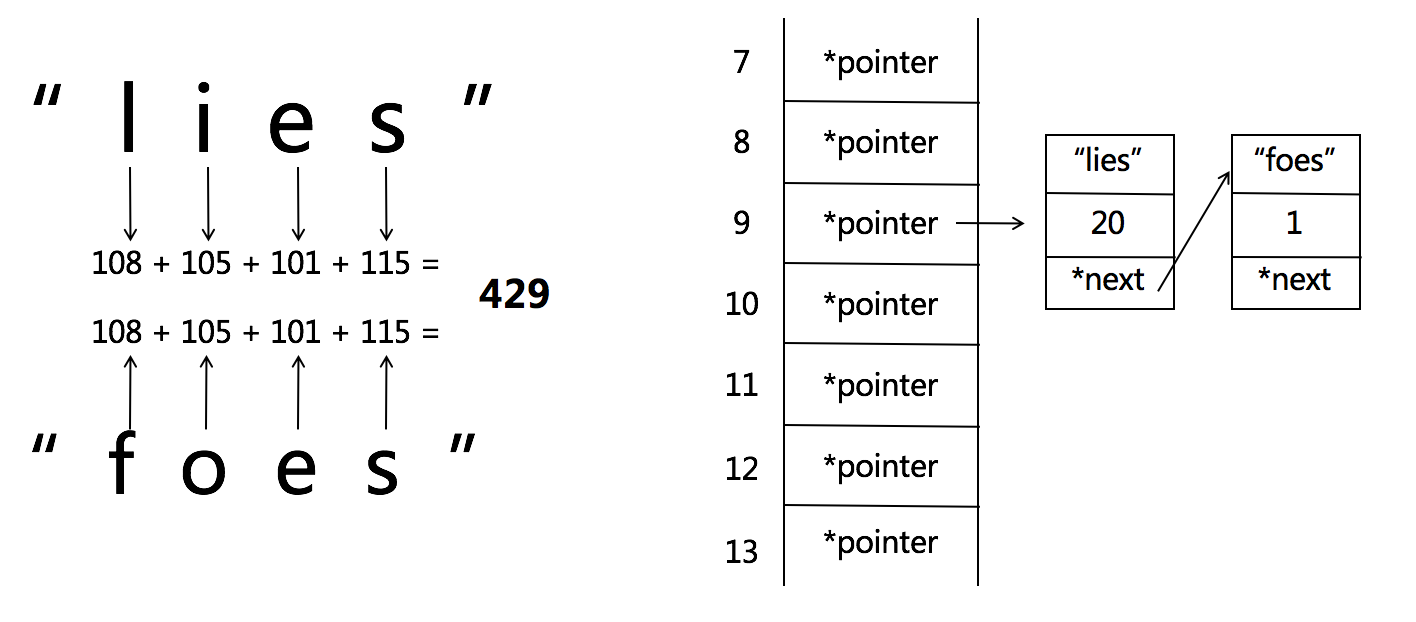 “ l i e s ”
108 + 105 + 101 + 115 =
429
108 + 105 + 101 + 115 =
“ f o e s ”
7 *pointer
8 *pointer
9 *pointer
10 *pointer
11 *pointer
12 *pointer
13 *pointer
“lies”
20
*next
“foes”
1
*next